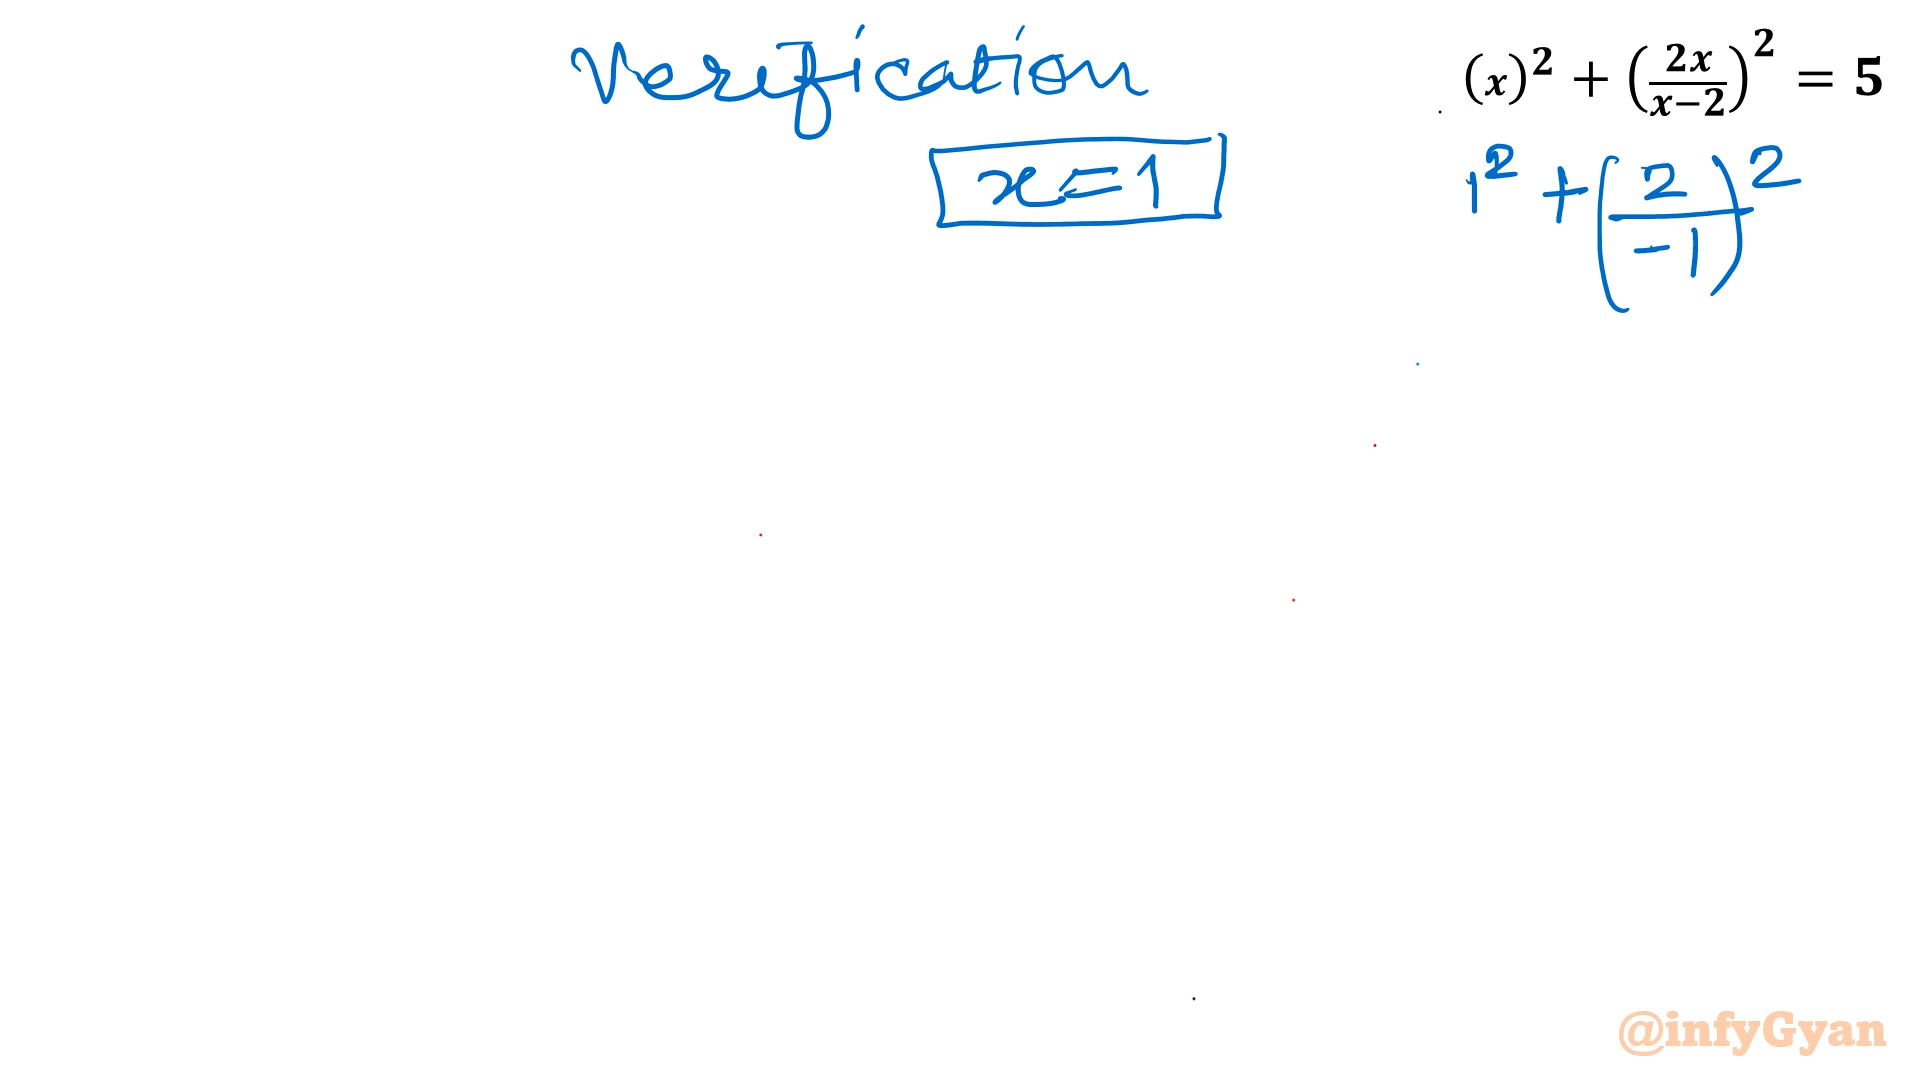 Verification
(x)² + (2x/(x−2))² = 5
x = 1
1² + (2/−1)²
@infyGyan